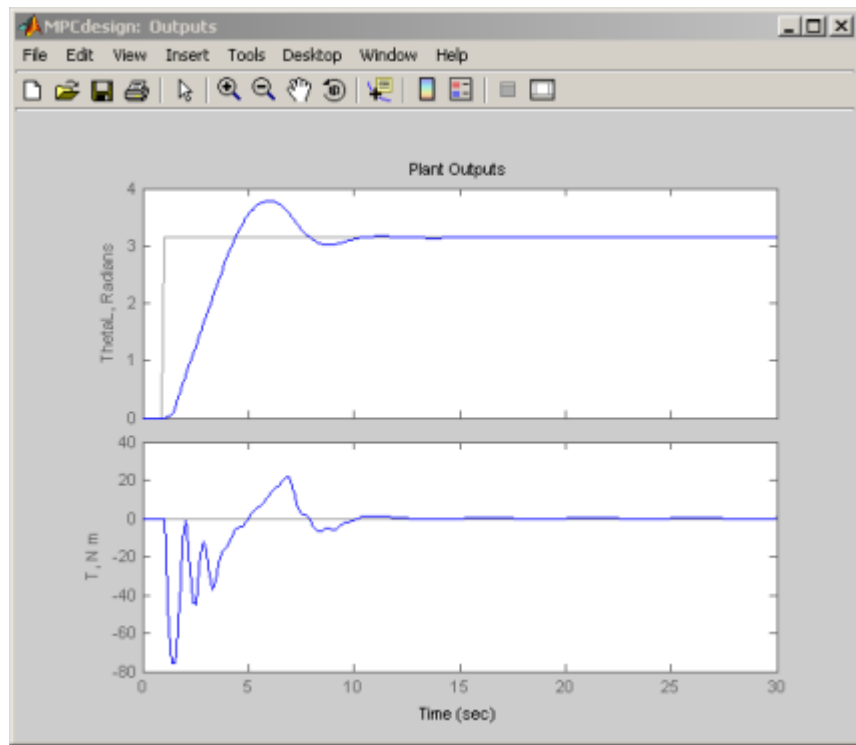 MPCdesign: Outputs
File Edit View Insert Tools Desktop Window Help
Plant Outputs
4
3
2
1
0
ThetaL, Radians
40
20
0
-20
-40
-60
-80
T, N m
0 5 10 15 20 25 30
Time (sec)